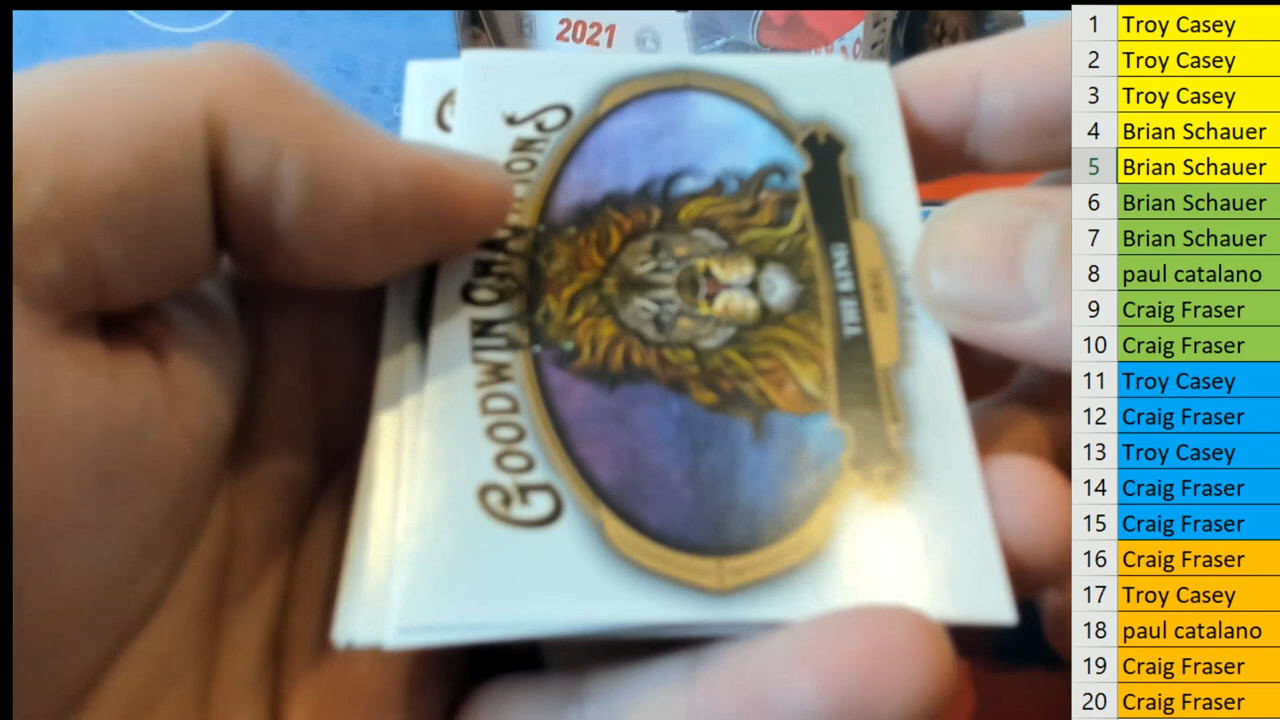 2021
GOODWIN CHAMPIONS
THE KING
1 Troy Casey
2 Troy Casey
3 Troy Casey
4 Brian Schauer
5 Brian Schauer
6 Brian Schauer
7 Brian Schauer
8 paul catalano
9 Craig Fraser
10 Craig Fraser
11 Troy Casey
12 Craig Fraser
13 Troy Casey
14 Craig Fraser
15 Craig Fraser
16 Craig Fraser
17 Troy Casey
18 paul catalano
19 Craig Fraser
20 Craig Fraser